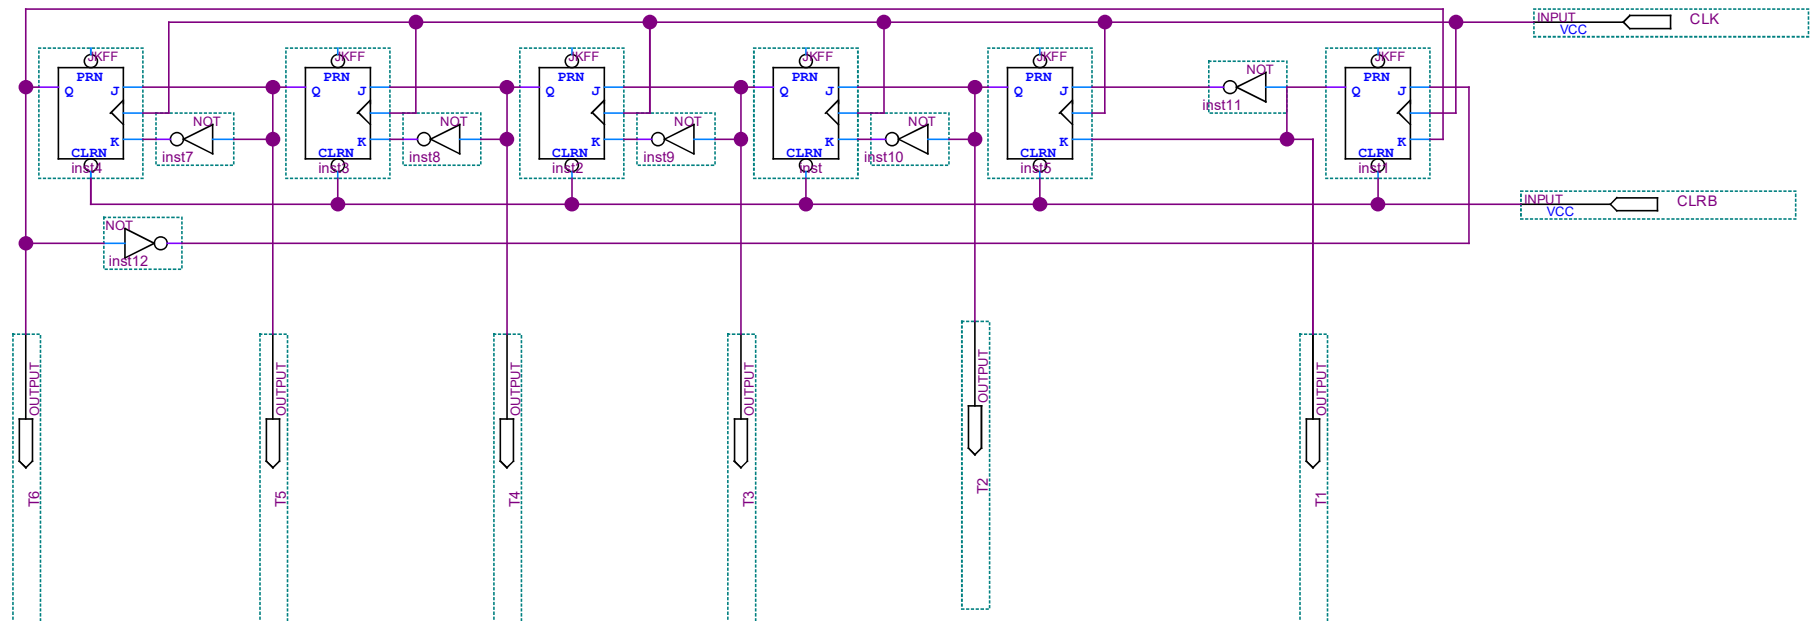 INPUT
VCC
CLK
JKFF
PRN
Q
J
K
CLRN
inst4
NOT
inst7
JKFF
PRN
Q
J
K
CLRN
inst3
NOT
inst8
JKFF
PRN
Q
J
K
CLRN
inst2
NOT
inst9
JKFF
PRN
Q
J
K
CLRN
inst
NOT
inst10
JKFF
PRN
Q
J
K
CLRN
inst5
NOT
inst11
JKFF
PRN
Q
J
K
CLRN
inst1
INPUT
VCC
CLRB
NOT
inst12
OUTPUT
T6
OUTPUT
T5
OUTPUT
T4
OUTPUT
T3
OUTPUT
T2
OUTPUT
T1